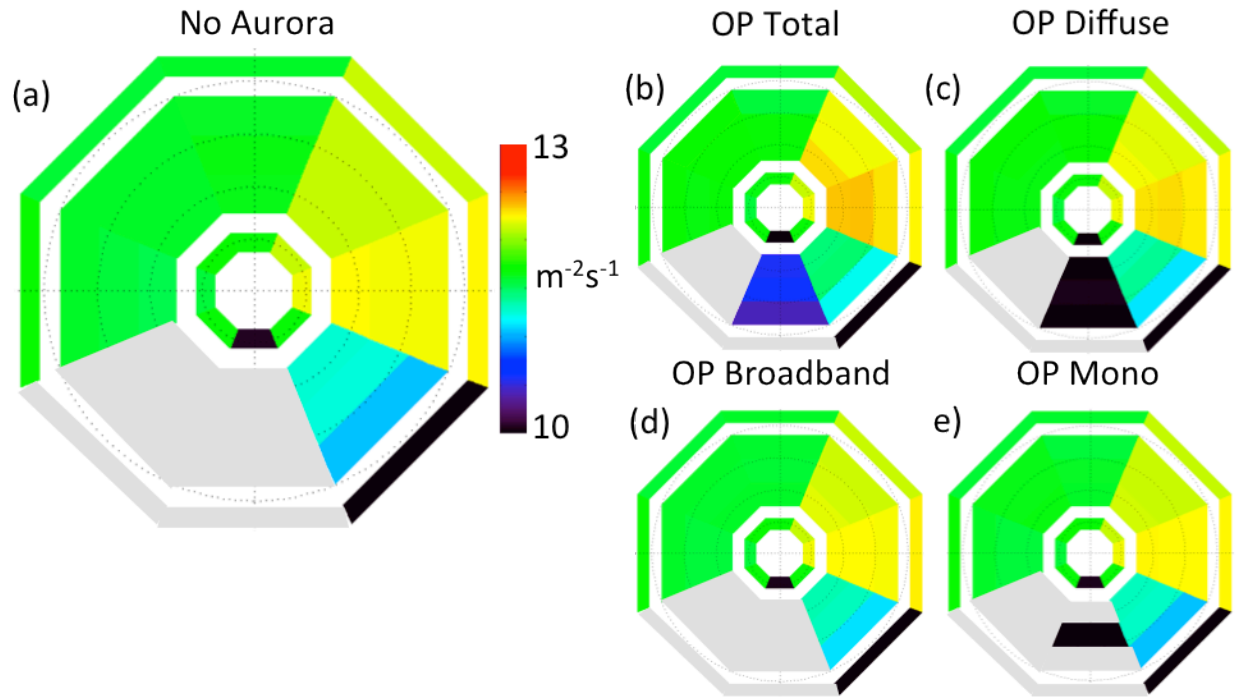 No Aurora
(a)
13
m⁻²s⁻¹
10
OP Total
(b)
OP Diffuse
(c)
OP Broadband
(d)
OP Mono
e)